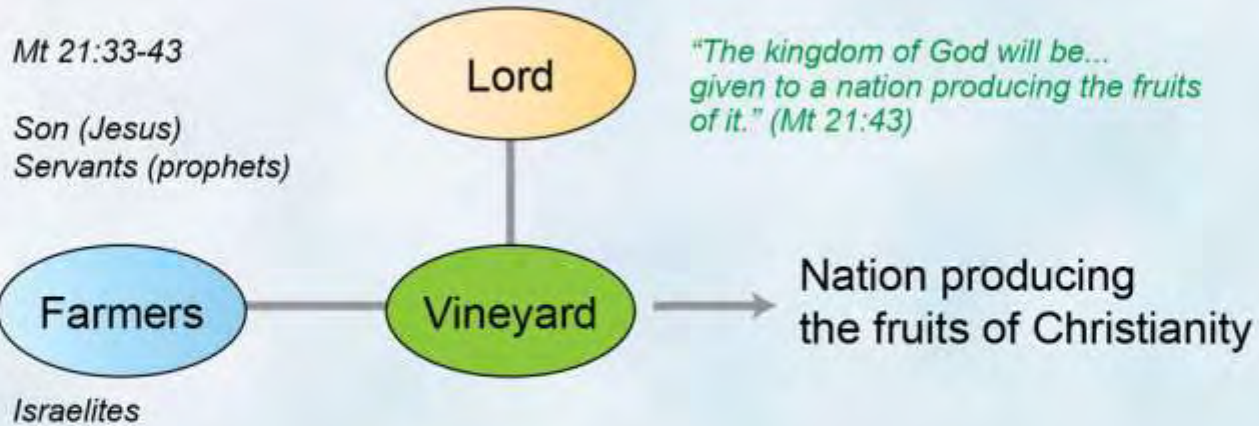 Mt 21:33-43
Son (Jesus)
Servants (prophets)
Lord
“The kingdom of God will be...
given to a nation producing the fruits
of it.” (Mt 21:43)
Farmers
Vineyard
Nation producing
the fruits of Christianity
Israelites